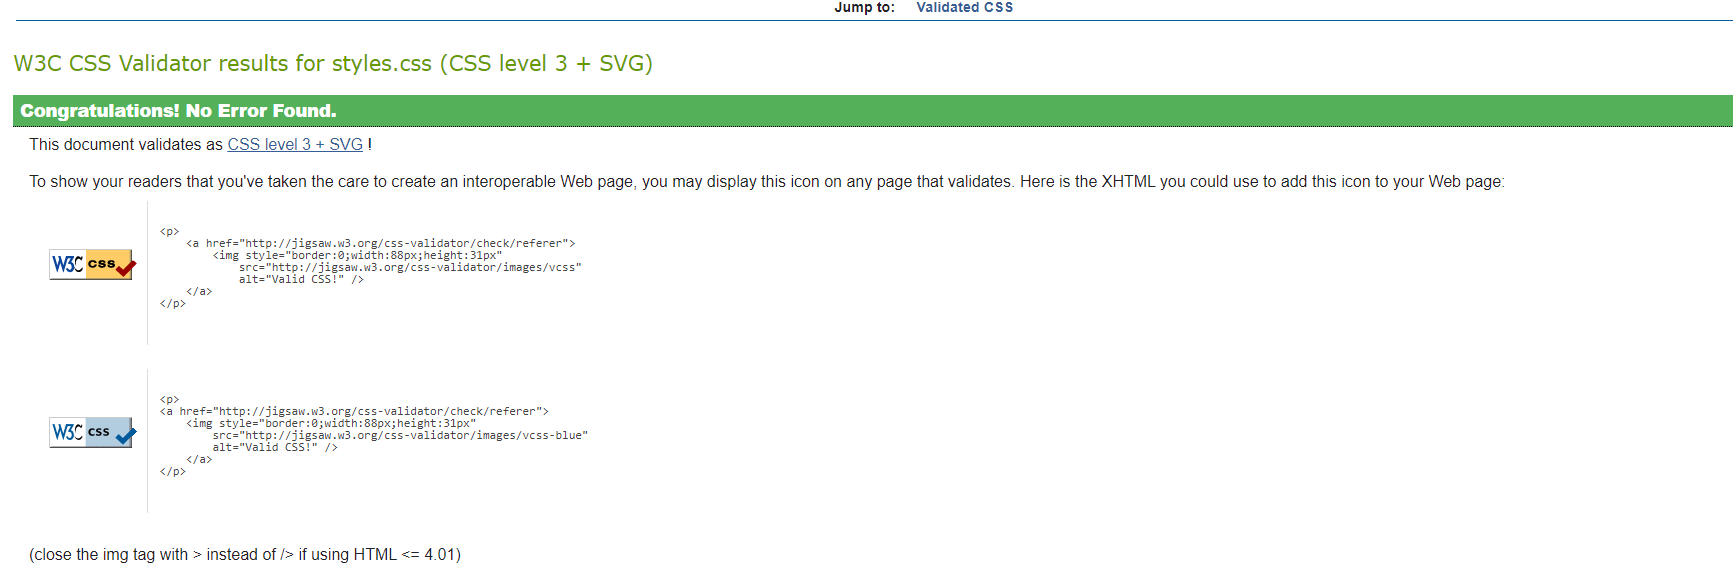 Jump to: Validated CSS
W3C CSS Validator results for styles.css (CSS level 3 + SVG)
Congratulations! No Error Found.
This document validates as CSS level 3 + SVG !
To show your readers that you've taken the care to create an interoperable Web page, you may display this icon on any page that validates. Here is the XHTML you could use to add this icon to your Web page:
W3C css
<p>
    <a href="http://jigsaw.w3.org/css-validator/check/referer">
        <img style="border:0;width:88px;height:31px"
            src="http://jigsaw.w3.org/css-validator/images/vcss"
            alt="Valid CSS!" />
    </a>
</p>
W3C css
<p>
<a href="http://jigsaw.w3.org/css-validator/check/referer">
    <img style="border:0;width:88px;height:31px"
        src="http://jigsaw.w3.org/css-validator/images/vcss-blue"
        alt="Valid CSS!" />
    </a>
</p>
(close the img tag with > instead of /> if using HTML <= 4.01)